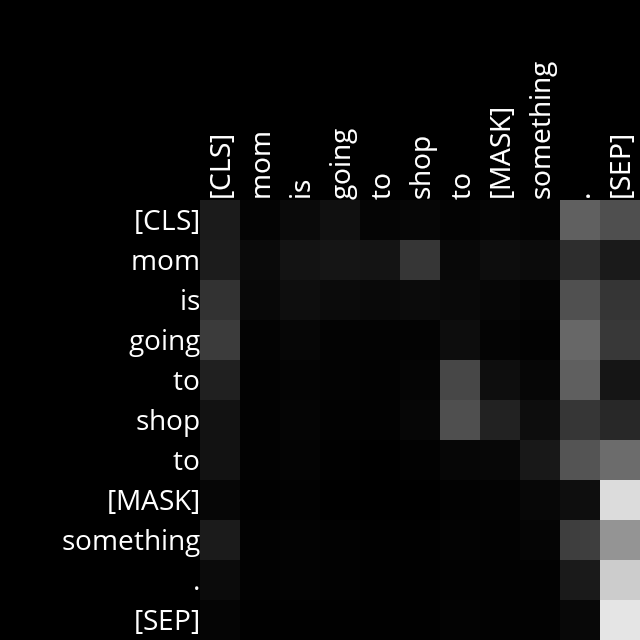 [CLS]
mom
is
going
to
shop
to
[MASK]
something
.
[SEP]
[CLS]
mom
is
going
to
shop
to
[MASK]
something
.
[SEP]